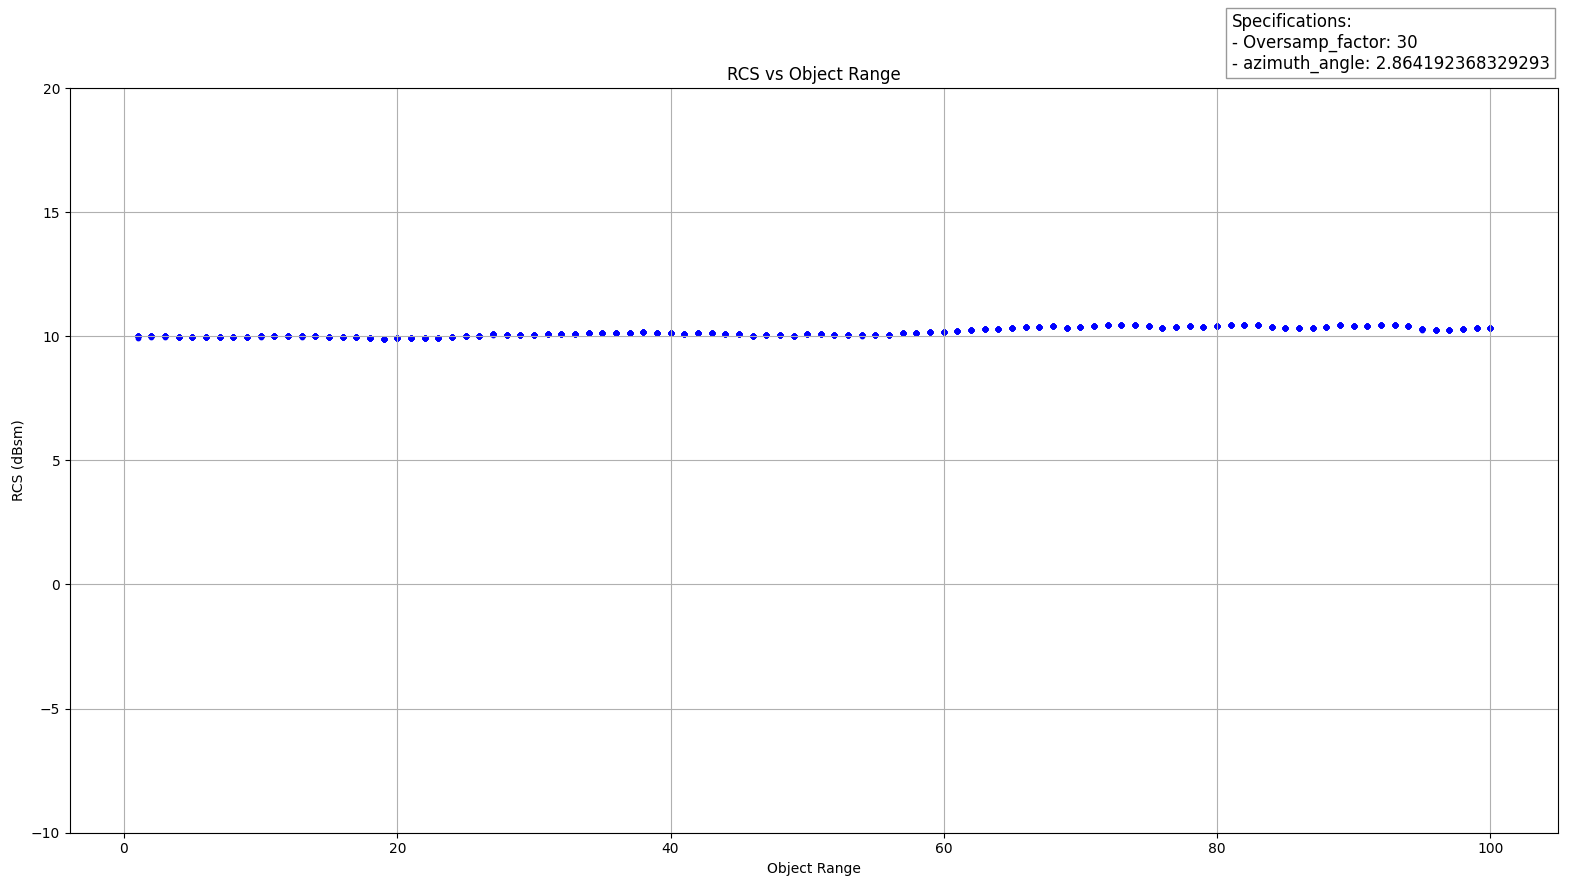 Specifications:
- Oversamp_factor: 30
- azimuth_angle: 2.864192368329293
RCS vs Object Range
20
15
10
5
0
−5
−10
RCS (dBsm)
0 20 40 60 80 100
Object Range